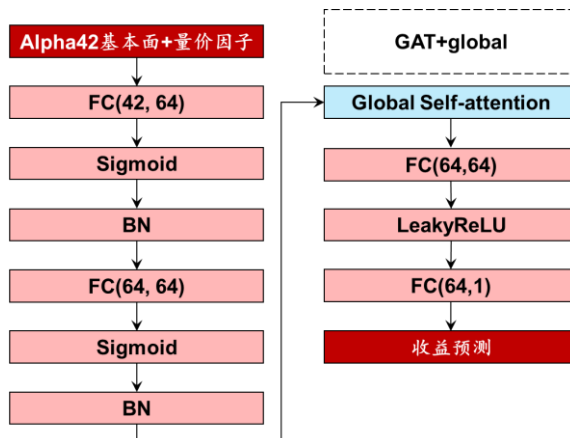 Alpha42基本面+量价因子
FC(42, 64)
Sigmoid
BN
FC(64, 64)
Sigmoid
BN
GAT+global
Global Self-attention
FC(64,64)
LeakyReLU
FC(64,1)
收益预测